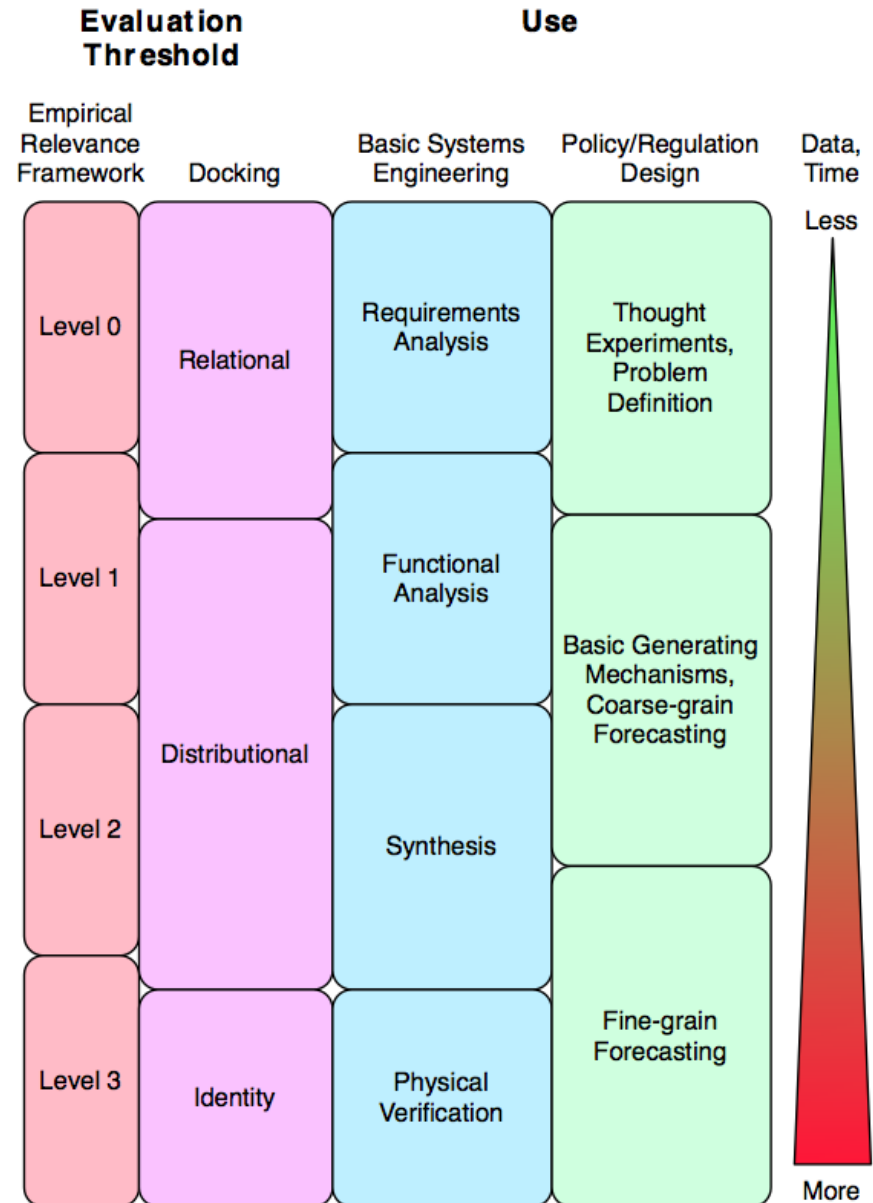 Evaluation
Threshold
Use
Empirical
Relevance
Framework
Docking
Basic Systems
Engineering
Policy/Regulation
Design
Data,
Time
Less
Level 0
Relational
Requirements
Analysis
Thought
Experiments,
Problem
Definition
Level 1
Functional
Analysis
Basic Generating
Mechanisms,
Coarse-grain
Forecasting
Distributional
Level 2
Synthesis
Level 3
Identity
Physical
Verification
Fine-grain
Forecasting
More